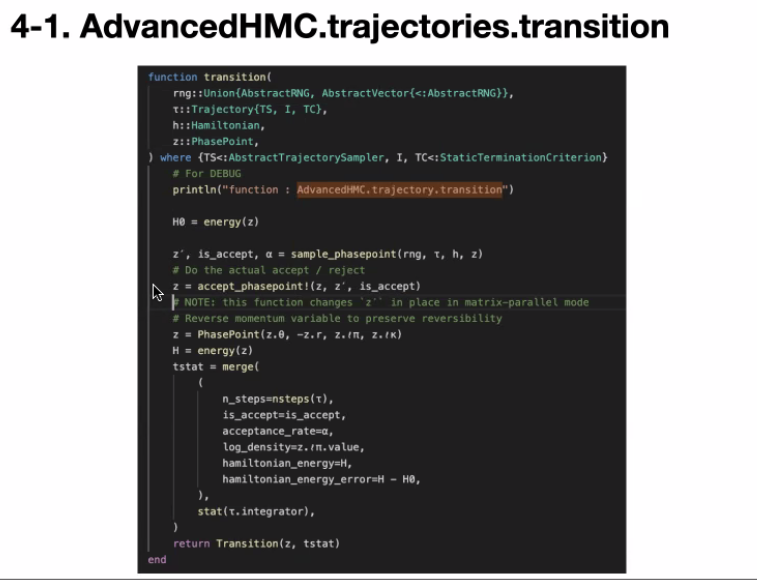 4-1. AdvancedHMC.trajectories.transition
function transition(
rng::Union{AbstractRNG, AbstractVector{<:AbstractRNG}},
τ::Trajectory{TS, I, TC},
h::Hamiltonian,
z::PhasePoint,
) where {TS<:AbstractTrajectorySampler, I, TC<:StaticTerminationCriterion}
# For DEBUG
println("function : AdvancedHMC.trajectory.transition")
H0 = energy(z)
z′, is_accept, α = sample_phasepoint(rng, τ, h, z)
# Do the actual accept / reject
z = accept_phasepoint!(z, z′, is_accept)
# NOTE: this function changes `z′` in place in matrix-parallel mode
# Reverse momentum variable to preserve reversibility
z = PhasePoint(z.θ, -z.r, z.ℓπ, z.ℓκ)
H = energy(z)
tstat = merge(
(
n_steps=nsteps(τ),
is_accept=is_accept,
acceptance_rate=α,
log_density=z.ℓπ.value,
hamiltonian_energy=H,
hamiltonian_energy_error=H - H0,
),
stat(τ.integrator),
)
return Transition(z, tstat)
end